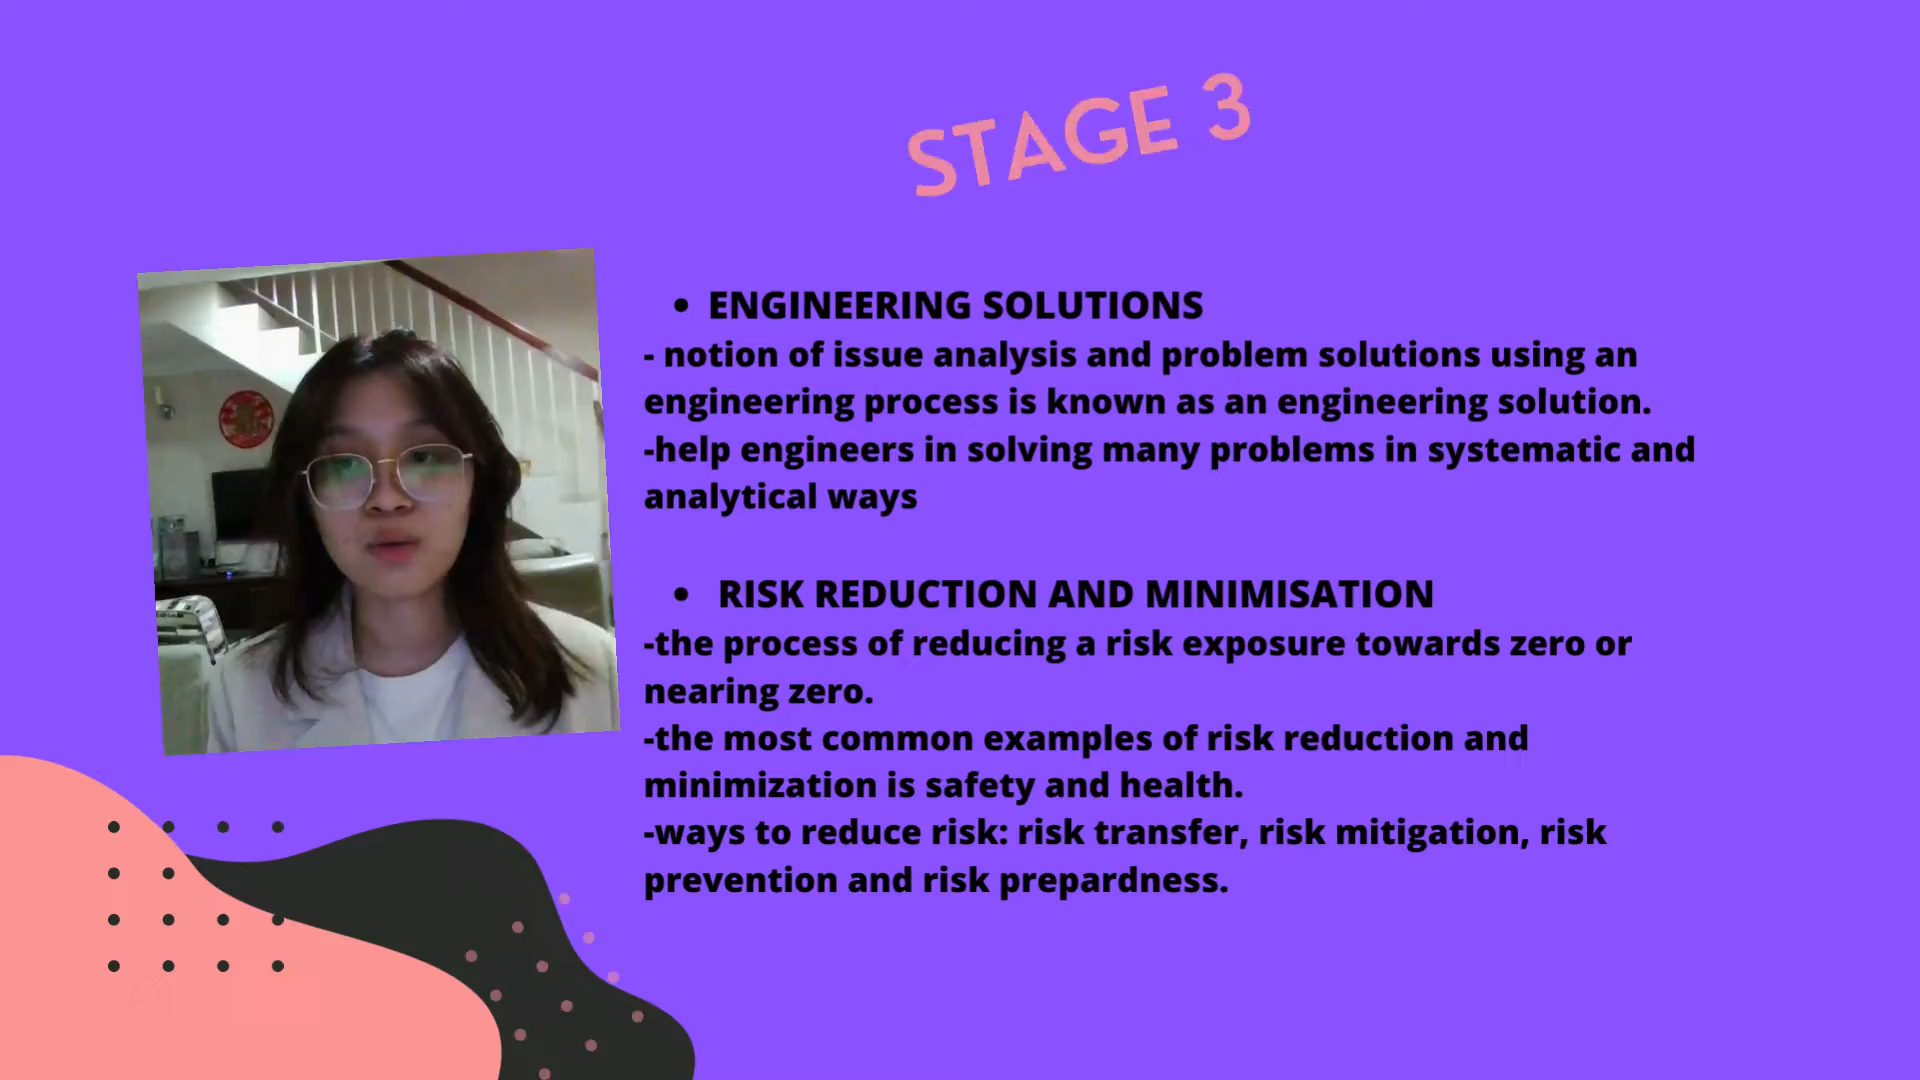 STAGE 3
• ENGINEERING SOLUTIONS
- notion of issue analysis and problem solutions using an
engineering process is known as an engineering solution.
-help engineers in solving many problems in systematic and
analytical ways
• RISK REDUCTION AND MINIMISATION
-the process of reducing a risk exposure towards zero or
nearing zero.
-the most common examples of risk reduction and
minimization is safety and health.
-ways to reduce risk: risk transfer, risk mitigation, risk
prevention and risk prepardness.